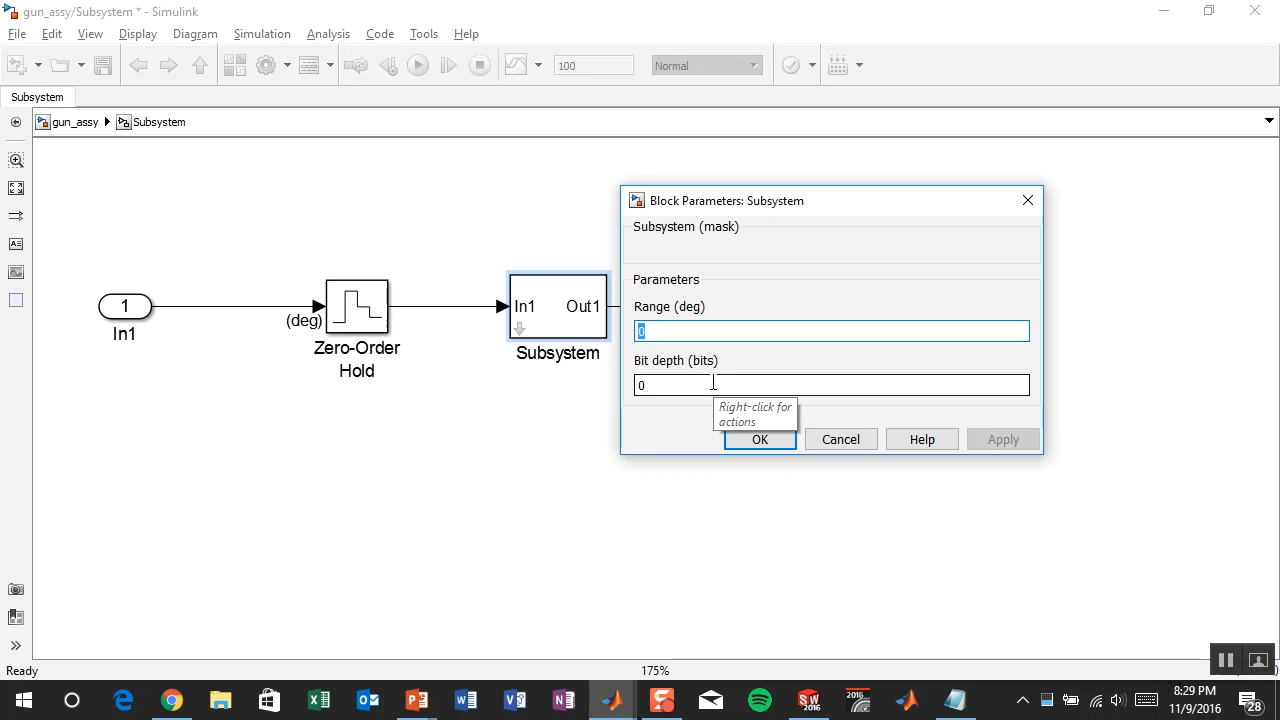 gun_assy/Subsystem * - Simulink
File Edit View Display Diagram Simulation Analysis Code Tools Help
100
Normal
Subsystem
gun_assy Subsystem
Block Parameters: Subsystem
Subsystem (mask)
Parameters
Range (deg)
0
Bit depth (bits)
0
Right-click for
actions
OK Cancel Help Apply
1
In1
(deg)
Zero-Order
Hold
In1 Out1
Subsystem
Ready 175%
8:29 PM
11/9/2016
28